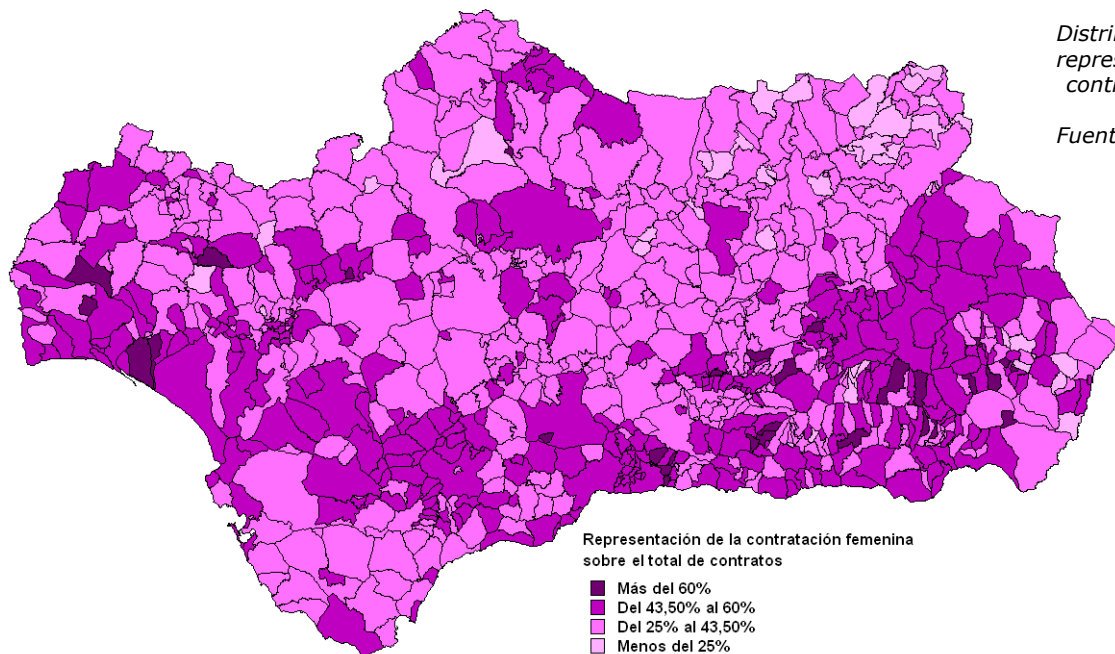 Representación de la contratación femenina
sobre el total de contratos
Más del 60%
Del 43,50% al 60%
Del 25% al 43,50%
Menos del 25%